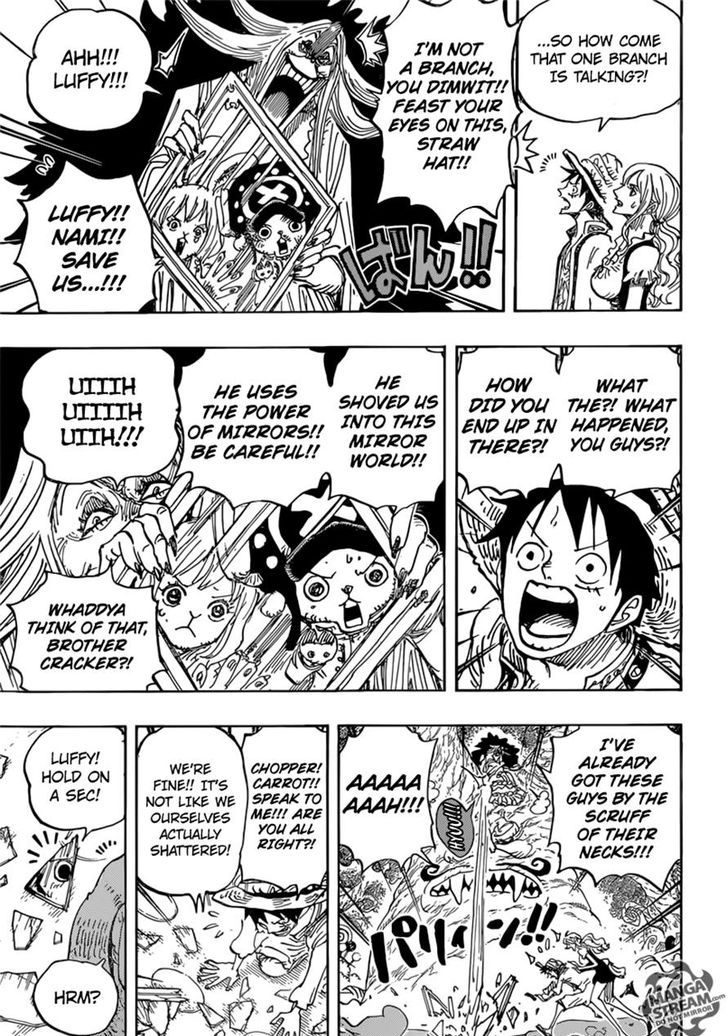 ...SO HOW COME
THAT ONE BRANCH
IS TALKING?!
I'M NOT
A BRANCH,
YOU DIMWIT!!
FEAST YOUR
EYES ON THIS,
STRAW
HAT!!
ばん!!
AHH!!!
LUFFY!!!
LUFFY!!
NAMI!!
SAVE
US...!!!
WHAT
THE?! WHAT
HAPPENED,
YOU GUYS?!
HOW
DID YOU
END UP IN
THERE?!
HE
SHOVED US
INTO THIS
MIRROR
WORLD!!
HE USES
THE POWER
OF MIRRORS!!
BE CAREFUL!!
UIIIH
UIIIIH
UIIH!!!
WHADDYA
THINK OF THAT,
BROTHER
CRACKER?!
I'VE
ALREADY
GOT THESE
GUYS BY THE
SCRUFF
OF THEIR
NECKS!!!
AAAAA
AAAH!!!
パリィン!!
CHOPPER!
CARROT!!
SPEAK TO
ME!!! ARE
YOU ALL
RIGHT?!
WE'RE
FINE!! IT'S
NOT LIKE WE
OURSELVES
ACTUALLY
SHATTERED!
LUFFY!
HOLD ON
A SEC!
HRM?
MANGA
STREAM.com
DO NOT MIRROR!